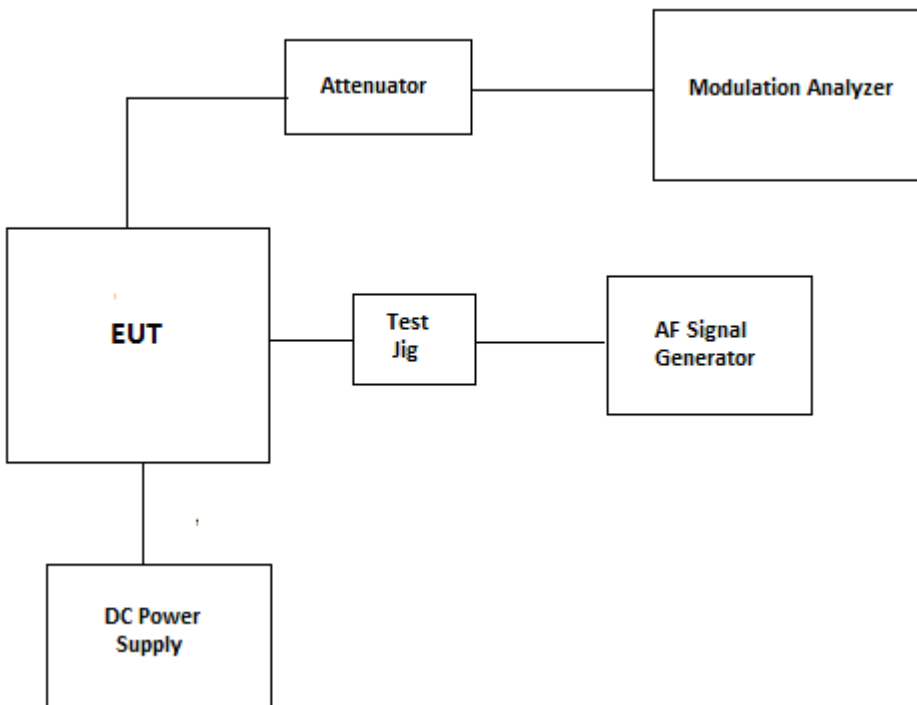 Attenuator
Modulation Analyzer
EUT
Test
Jig
AF Signal
Generator
DC Power
Supply